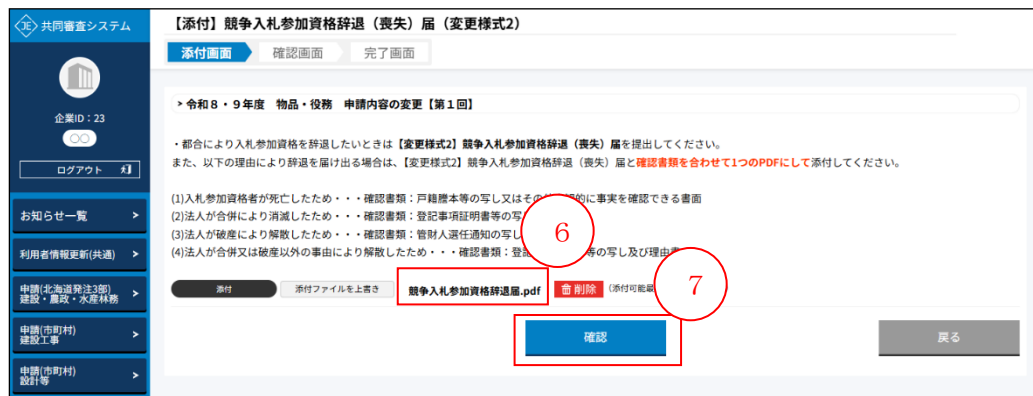 JE 共同審査システム
企業ID：23
○○
ログアウト
お知らせ一覧 >
利用者情報更新(共通) >
申請(北海道発注3部)
建設・農政・水産林務 >
申請(市町村)
建設工事 >
申請(市町村)
設計等 >
【添付】競争入札参加資格辞退（喪失）届（変更様式2）
添付画面 確認画面 完了画面
> 令和８・９年度 物品・役務 申請内容の変更【第１回】
・都合により入札参加資格を辞退したいときは【変更様式2】競争入札参加資格辞退（喪失）届を提出してください。
また、以下の理由により辞退を届け出る場合は、【変更様式2】競争入札参加資格辞退（喪失）届と確認書類を合わせて1つのPDFにして添付してください。
(1)入札参加資格者が死亡したため・・・確認書類：戸籍謄本等の写し又はその 的に事実を確認できる書面
(2)法人が合併により消滅したため・・・確認書類：登記事項証明書等の写
(3)法人が破産により解散したため・・・確認書類：管財人選任通知の写し
(4)法人が合併又は破産以外の事由により解散したため・・・確認書類：登 等の写し及び理由
⑥
添付 添付ファイルを上書き 競争入札参加資格辞退届.pdf 削除 (添付可能
⑦
確認 戻る